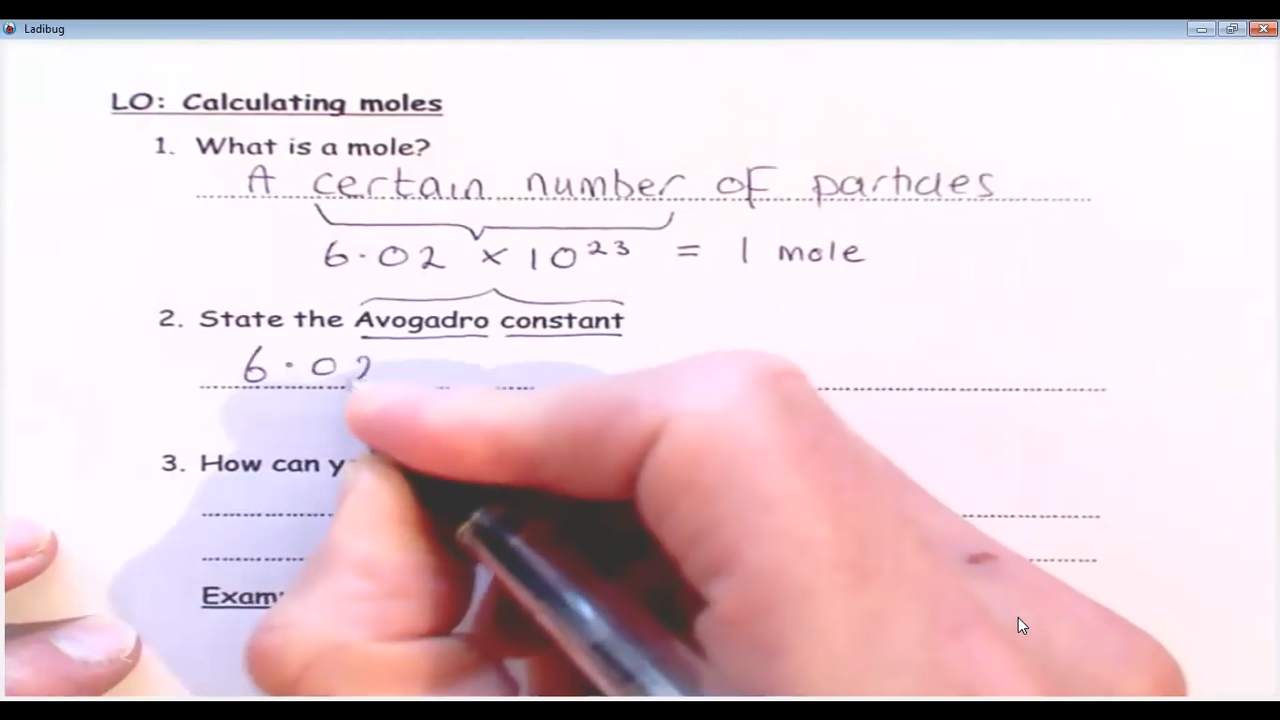 Ladibug
LO: Calculating moles
1. What is a mole?
A certain number of particles
6.02 × 10²³ = 1 mole
2. State the Avogadro constant
6.02
3. How can y
Exam